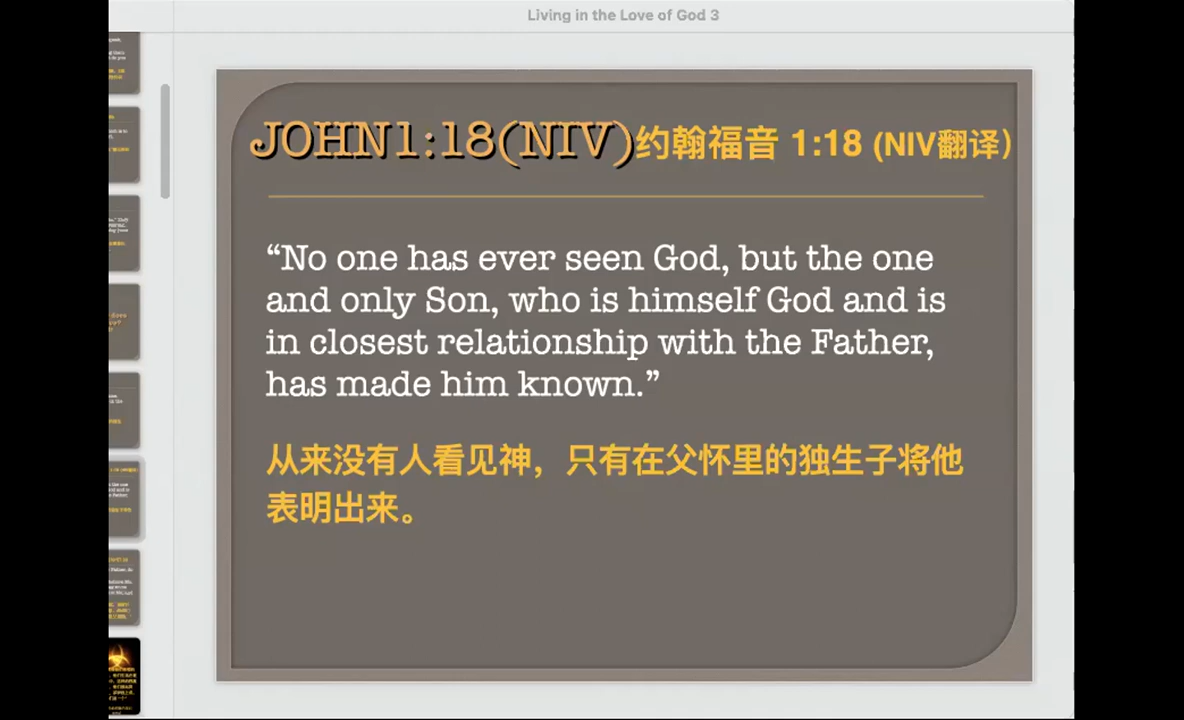 Living in the Love of God 3
JOHN1:18(NIV)约翰福音 1:18 (NIV翻译)
“No one has ever seen God, but the one
and only Son, who is himself God and is
in closest relationship with the Father,
has made him known.”
从来没有人看见神，只有在父怀里的独生子将他
表明出来。